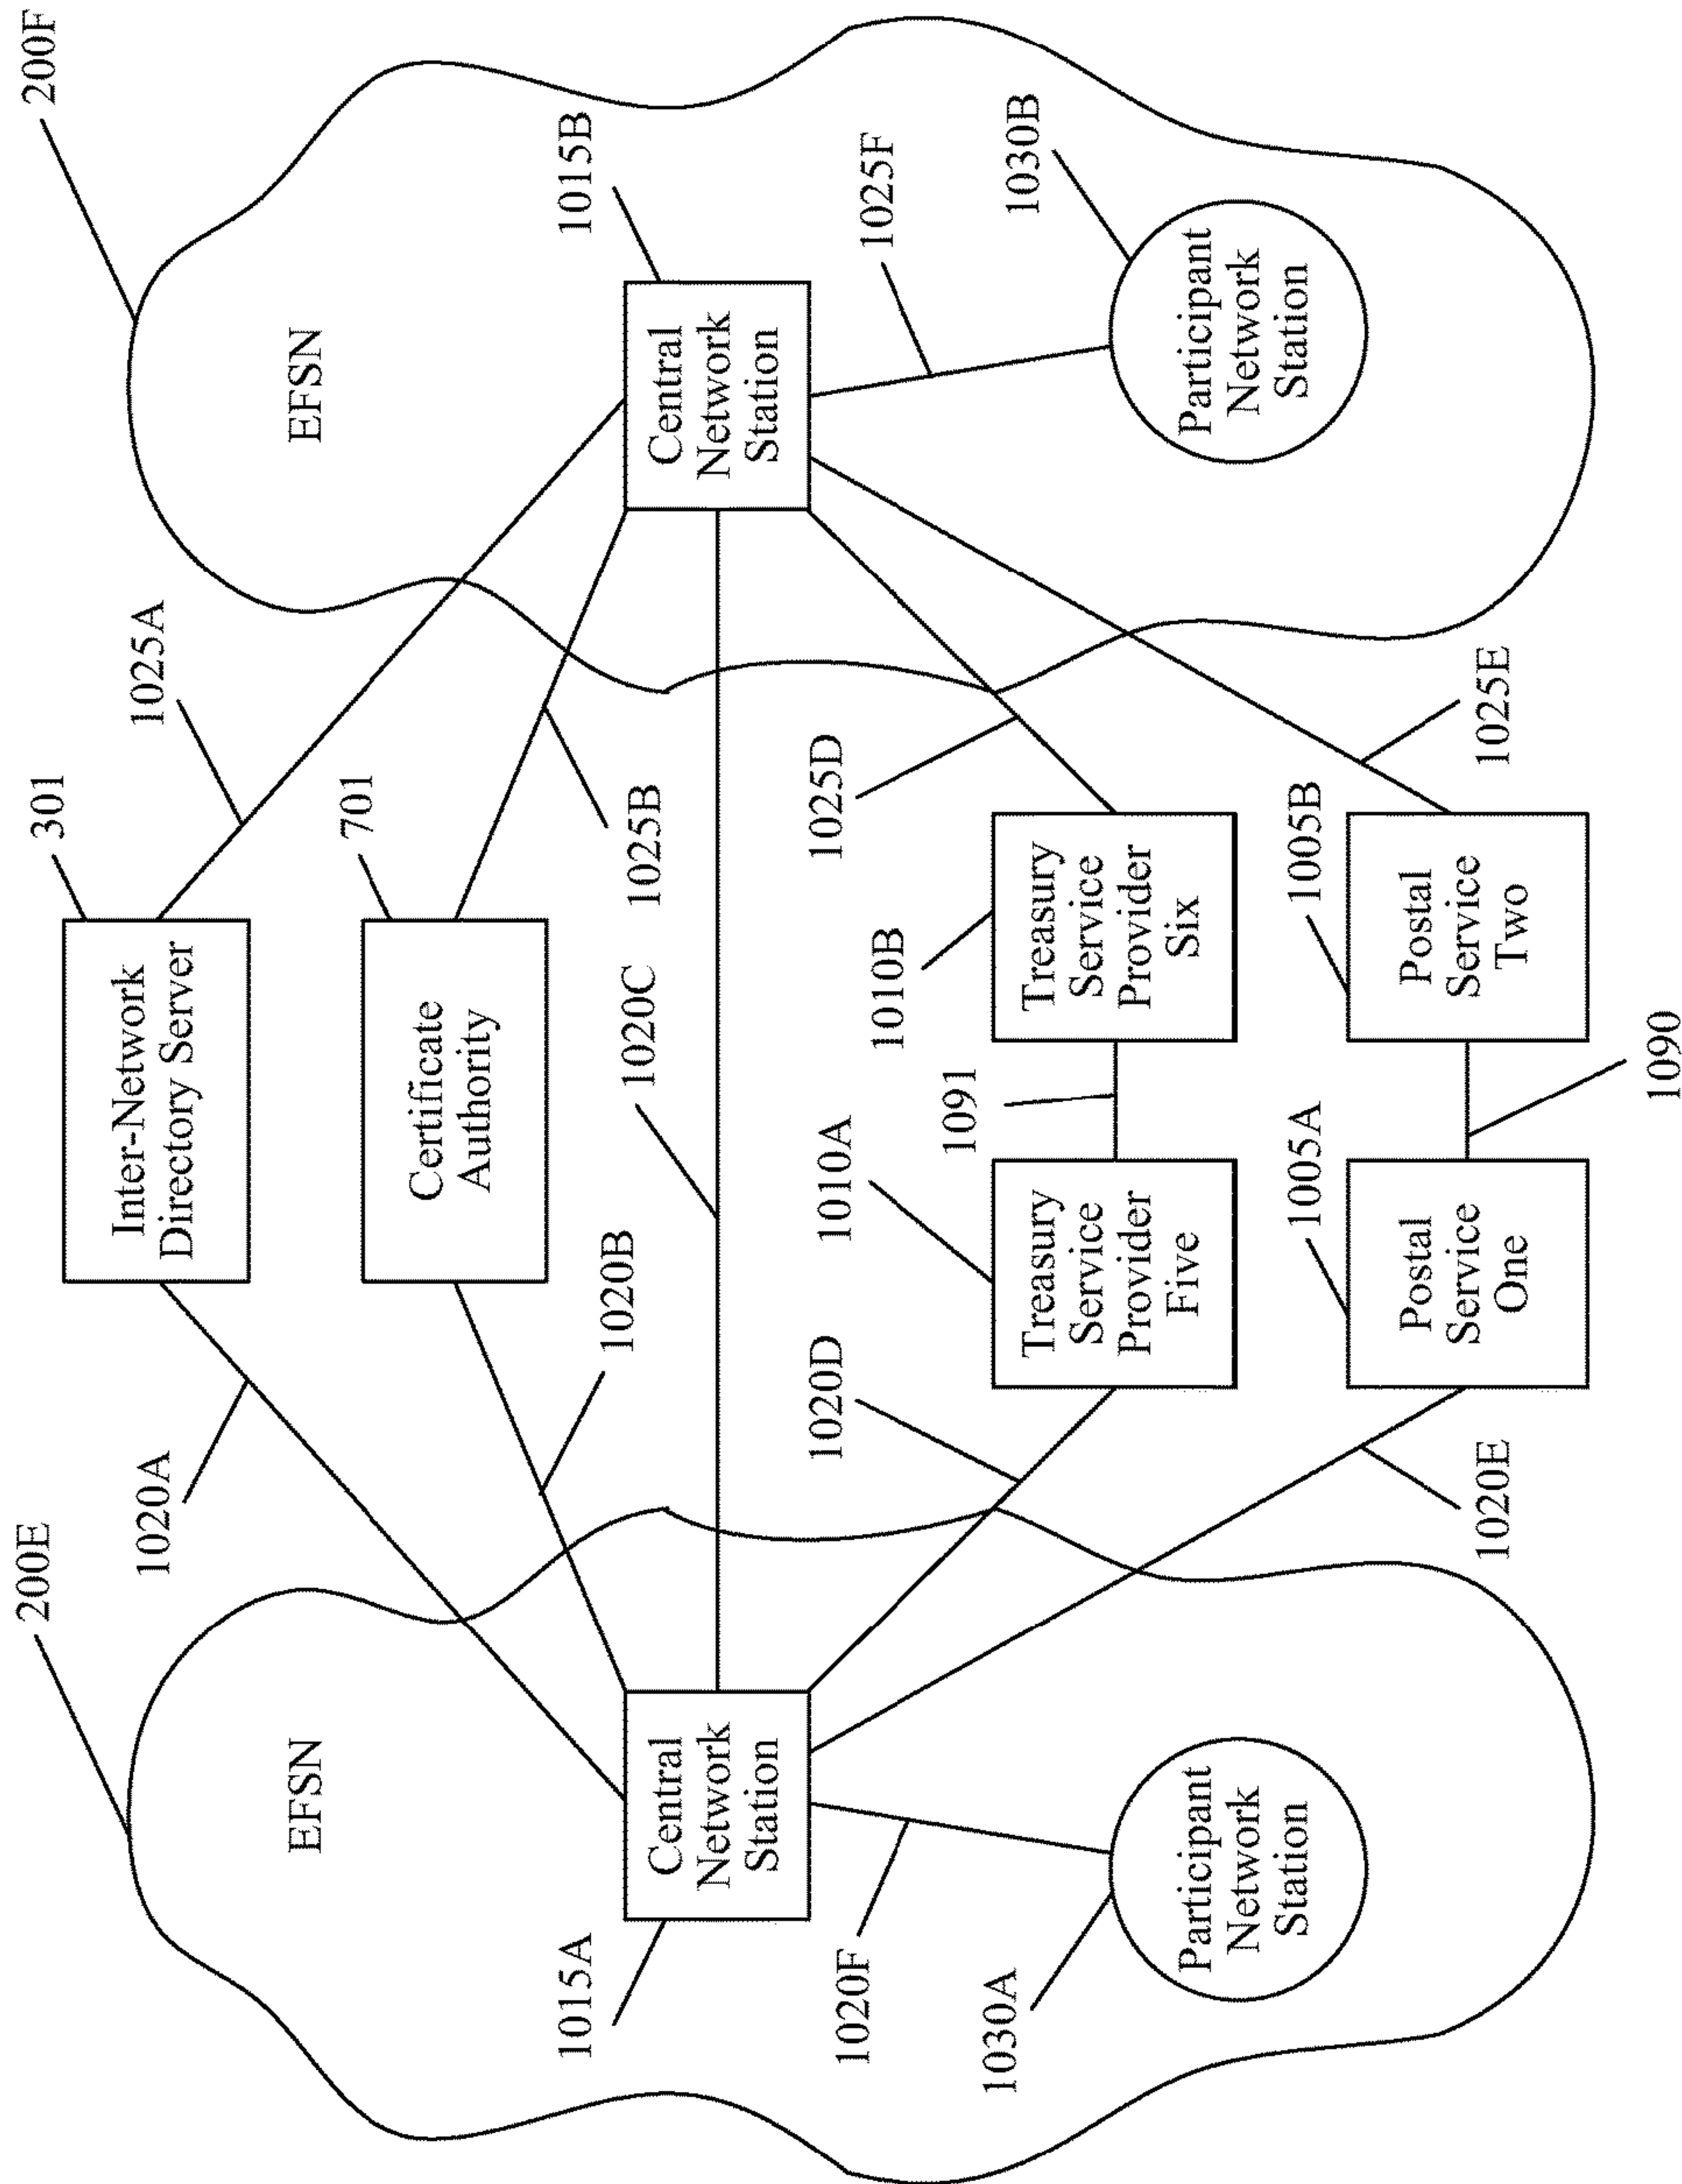 200E
200F
EFSN
EFSN
1020A
301
1025A
Inter-Network
Directory Server
701
Certificate
Authority
1020B
1025B
1015A
1015B
Central
Network
Station
Central
Network
Station
1020C
1020F
1025F
1020D
1025D
1010A
1091
1010B
1030A
1030B
Participant
Network
Station
Treasury
Service
Provider
Five
Treasury
Service
Provider
Six
Participant
Network
Station
1005A
1005B
1020E
1025E
Postal
Service
One
Postal
Service
Two
1090